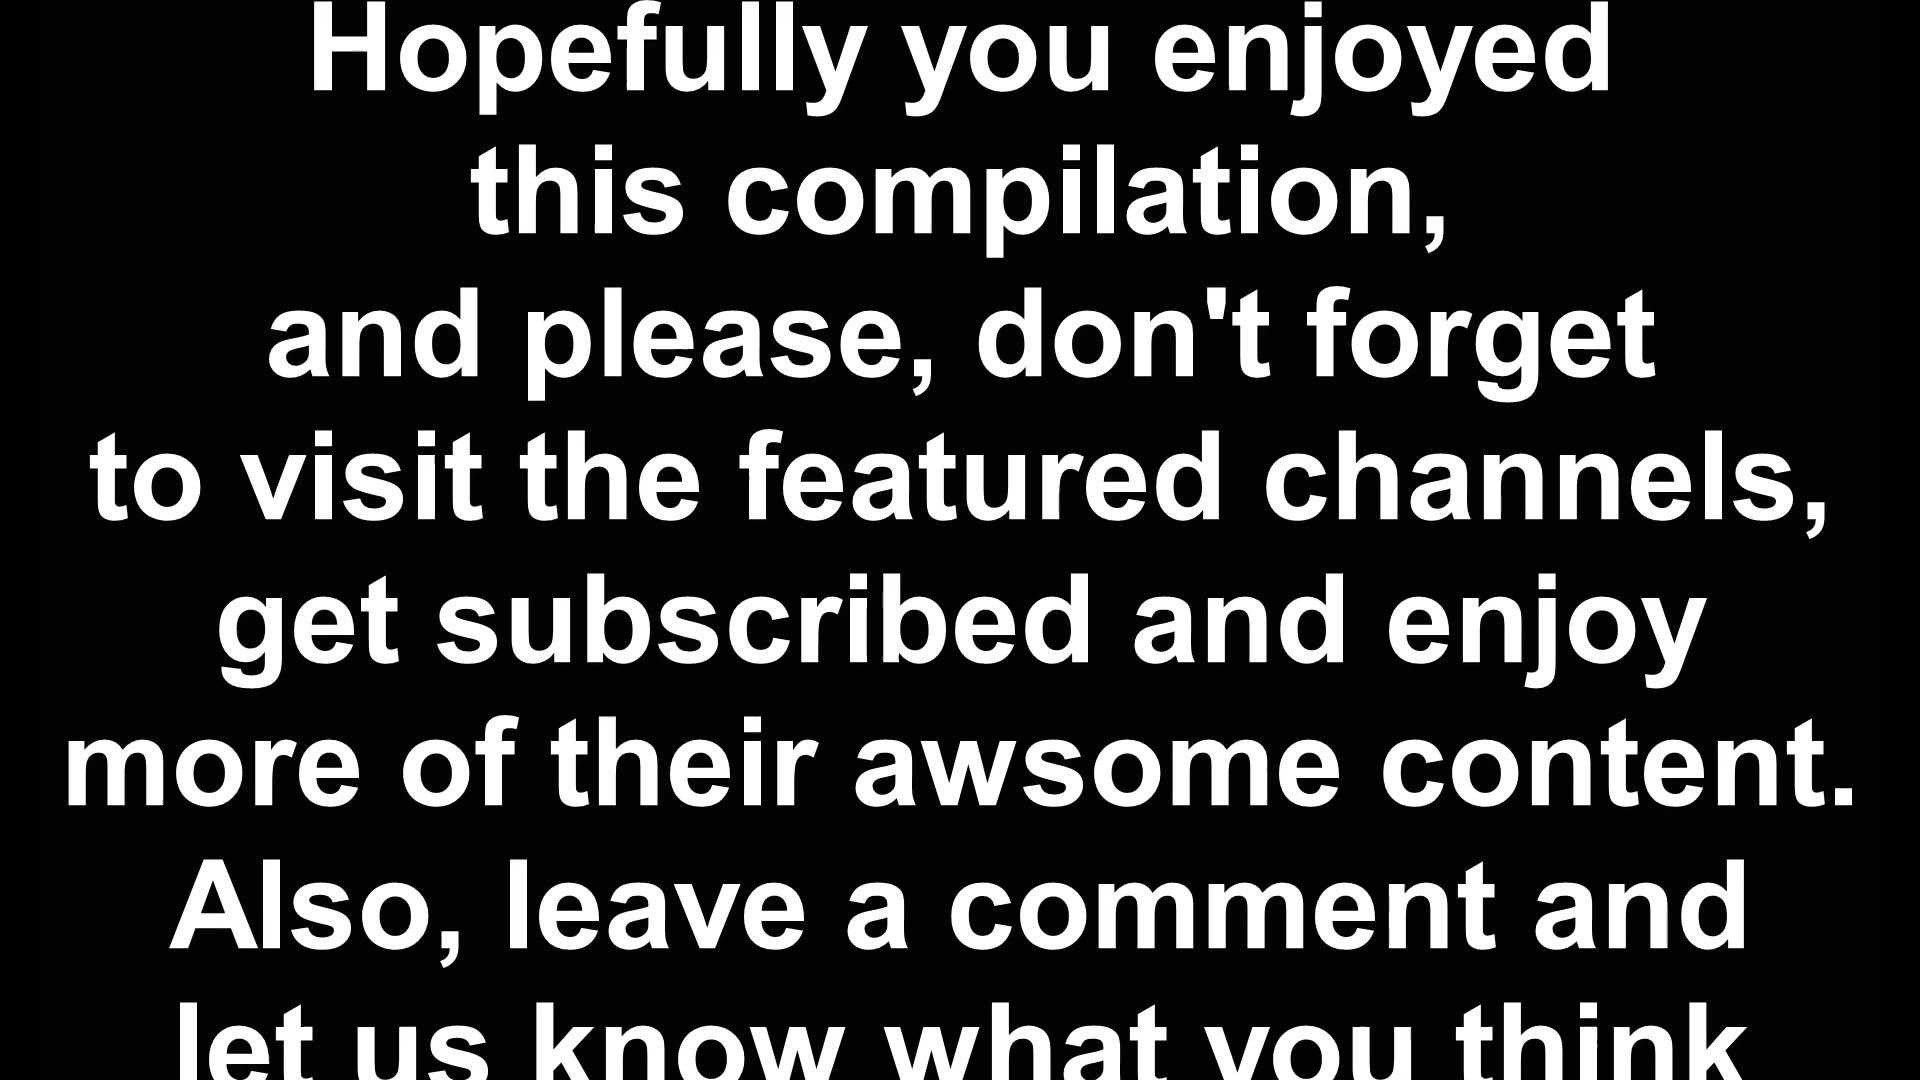 Hopefully you enjoyed
this compilation,
and please, don't forget
to visit the featured channels,
get subscribed and enjoy
more of their awsome content.
Also, leave a comment and
let us know what you think